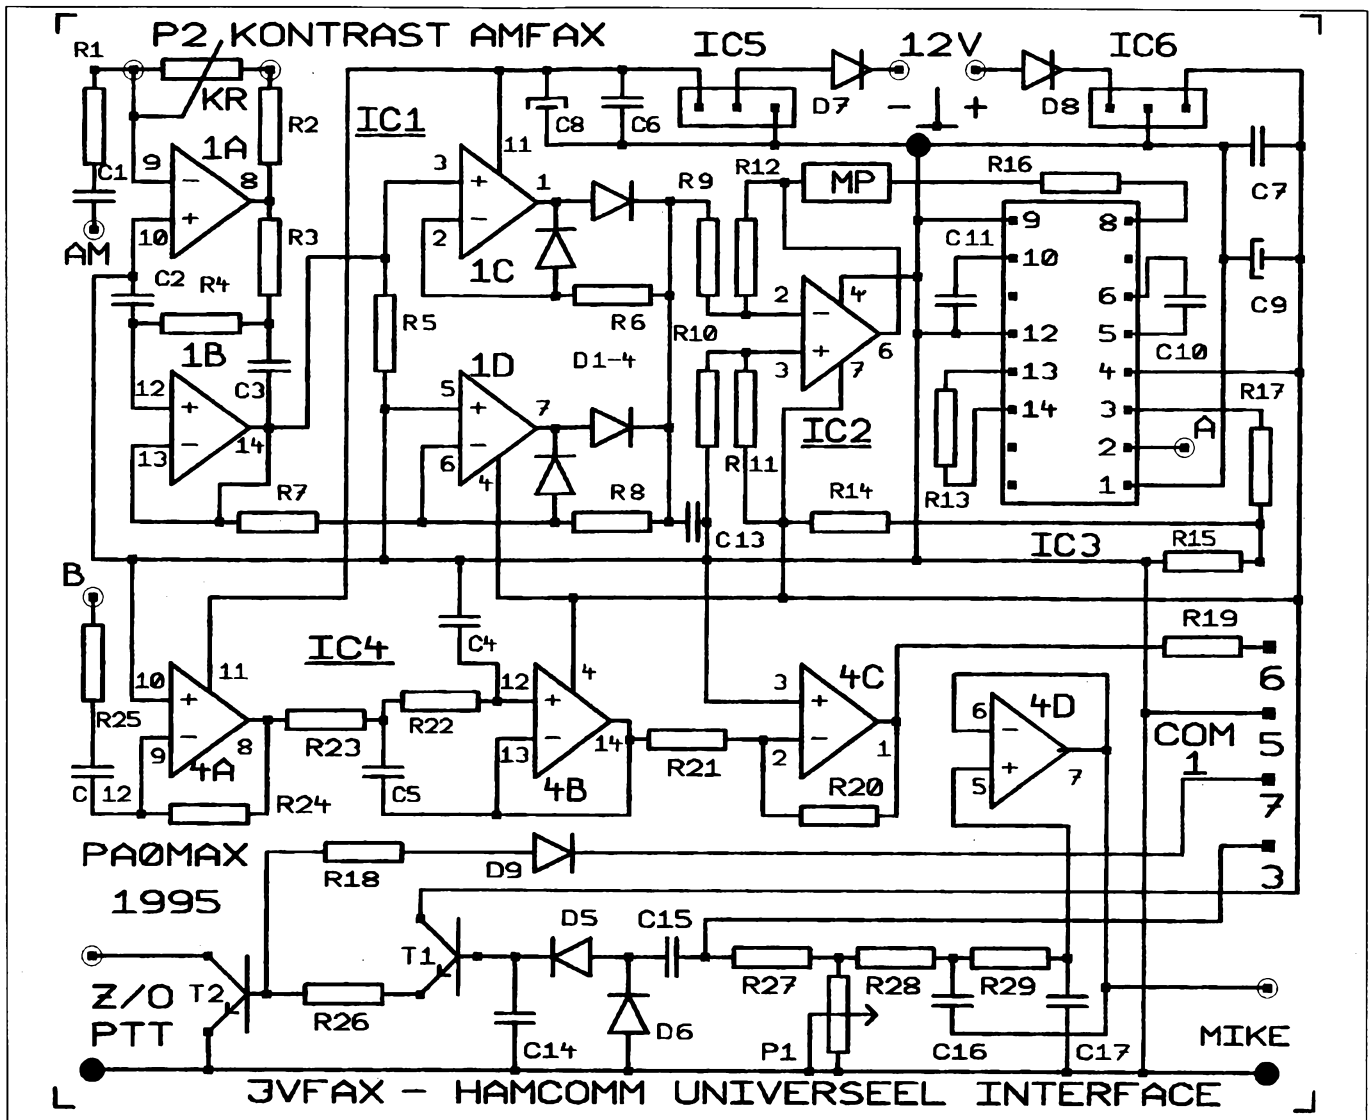 P2 KONTRAST AMFAX
IC5
12V
IC6
R1
KR
R2
IC1
C8
C6
D7
-
+
D8
1A
9
-
8
+
10
C1
AM
R3
C2
R4
1B
12
+
-
13
14
C3
R5
11
3
+
1
-
2
1C
R6
D1-4
1D
5
+
7
-
6
4
R7
R8
R9
R12
MP
R16
C7
C11
9
8
10
6
12
5
13
4
14
3
2
1
C10
C9
R17
A
2
-
4
6
+
3
7
IC2
R10
R11
R14
R13
C13
IC3
R15
B
R25
C12
10
+
11
-
9
8
4A
R24
IC4
R23
C4
R22
C5
12
+
4
-
13
14
4B
R21
3
+
4C
-
2
1
R20
6
-
4D
+
5
7
R19
6
5
COM
1
7
3
PA0MAX
1995
R18
D9
Z/O
PTT
T2
R26
T1
D5
C15
D6
C14
R27
R28
R29
P1
C16
C17
MIKE
JVFAX - HAMCOMM UNIVERSEEL INTERFACE